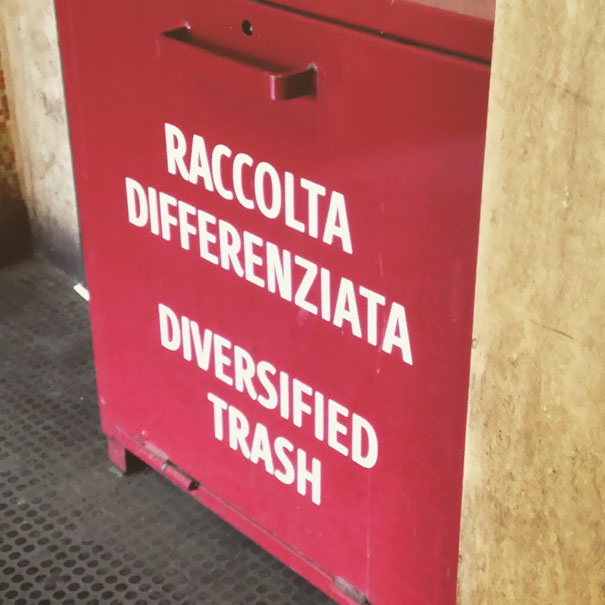 RACCOLTA
DIFFERENZIATA
DIVERSIFIED
TRASH